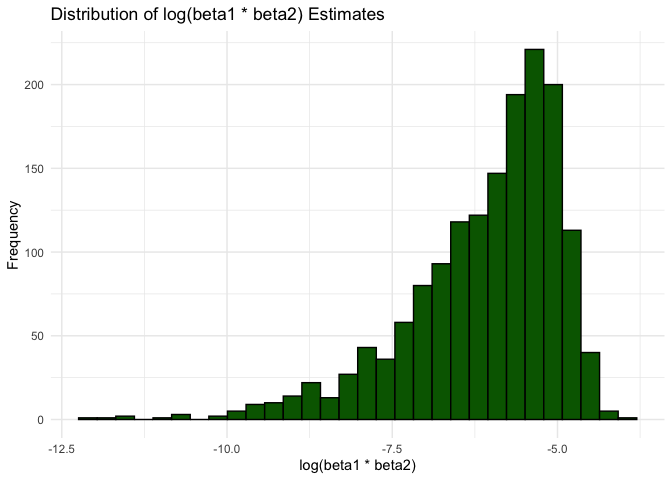 Distribution of log(beta1 * beta2) Estimates
Frequency
200
150
100
50
0
-12.5 -10.0 -7.5 -5.0
log(beta1 * beta2)